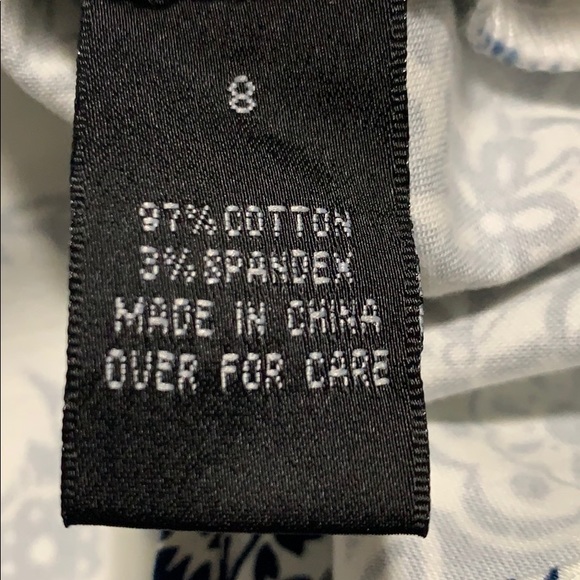 8
97% COTTON
3% SPANDEX
MADE IN CHINA
OVER FOR CARE